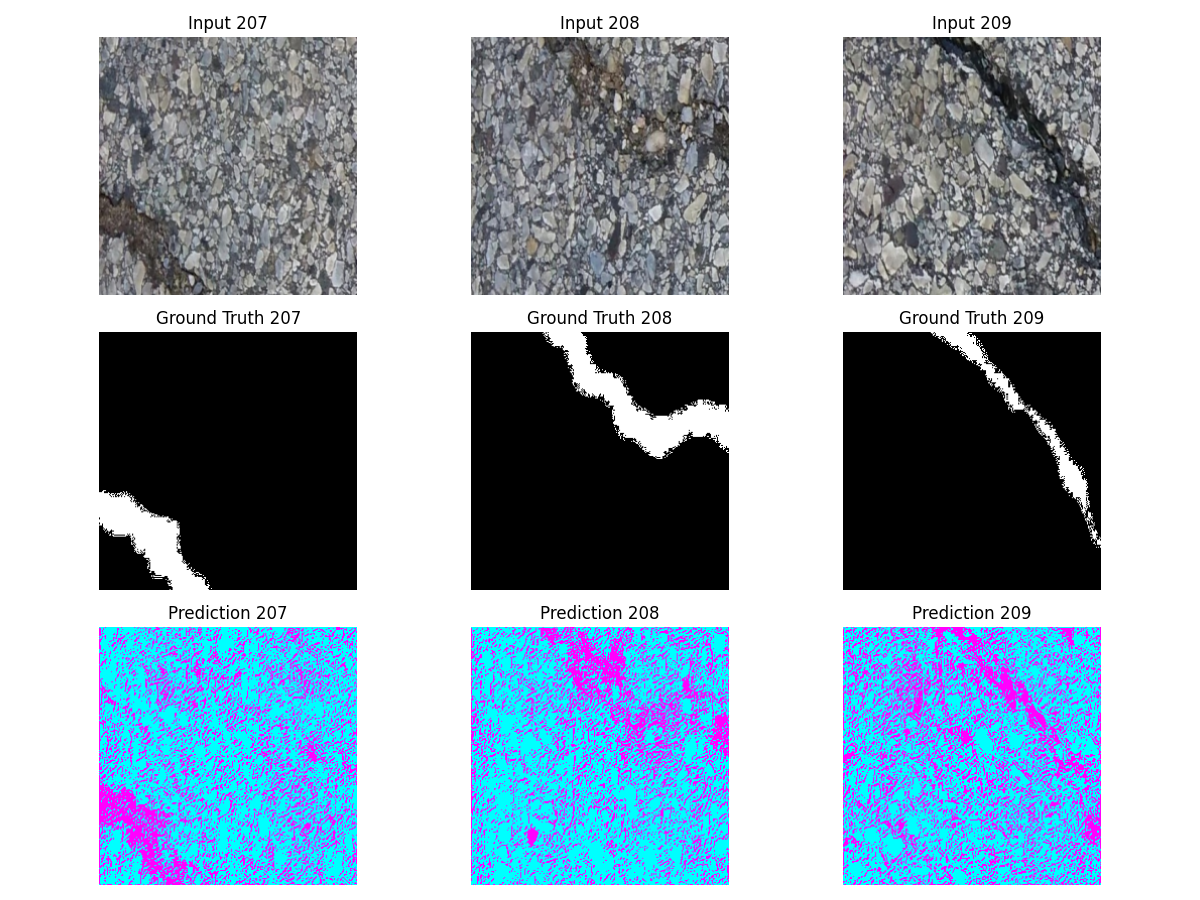 Input 207
Input 208
Input 209
Ground Truth 207
Ground Truth 208
Ground Truth 209
Prediction 207
Prediction 208
Prediction 209